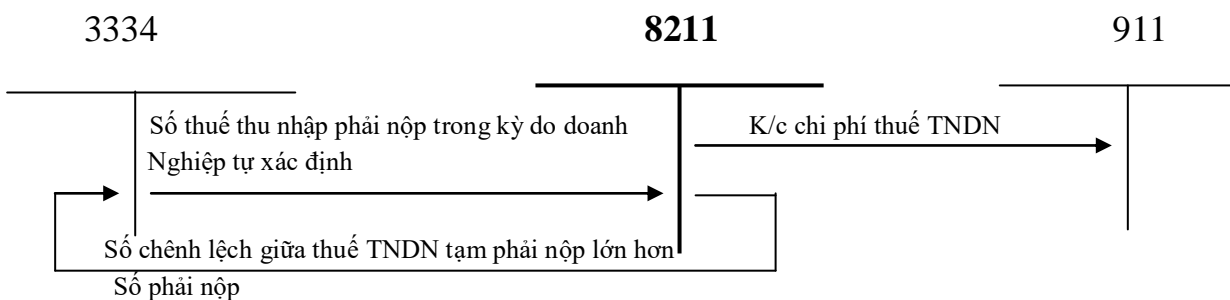 3334 8211 911
Số thuế thu nhập phải nộp trong kỳ do doanh
Nghiệp tự xác định
K/c chi phí thuế TNDN
Số chênh lệch giữa thuế TNDN tạm phải nộp lớn hơn
Số phải nộp